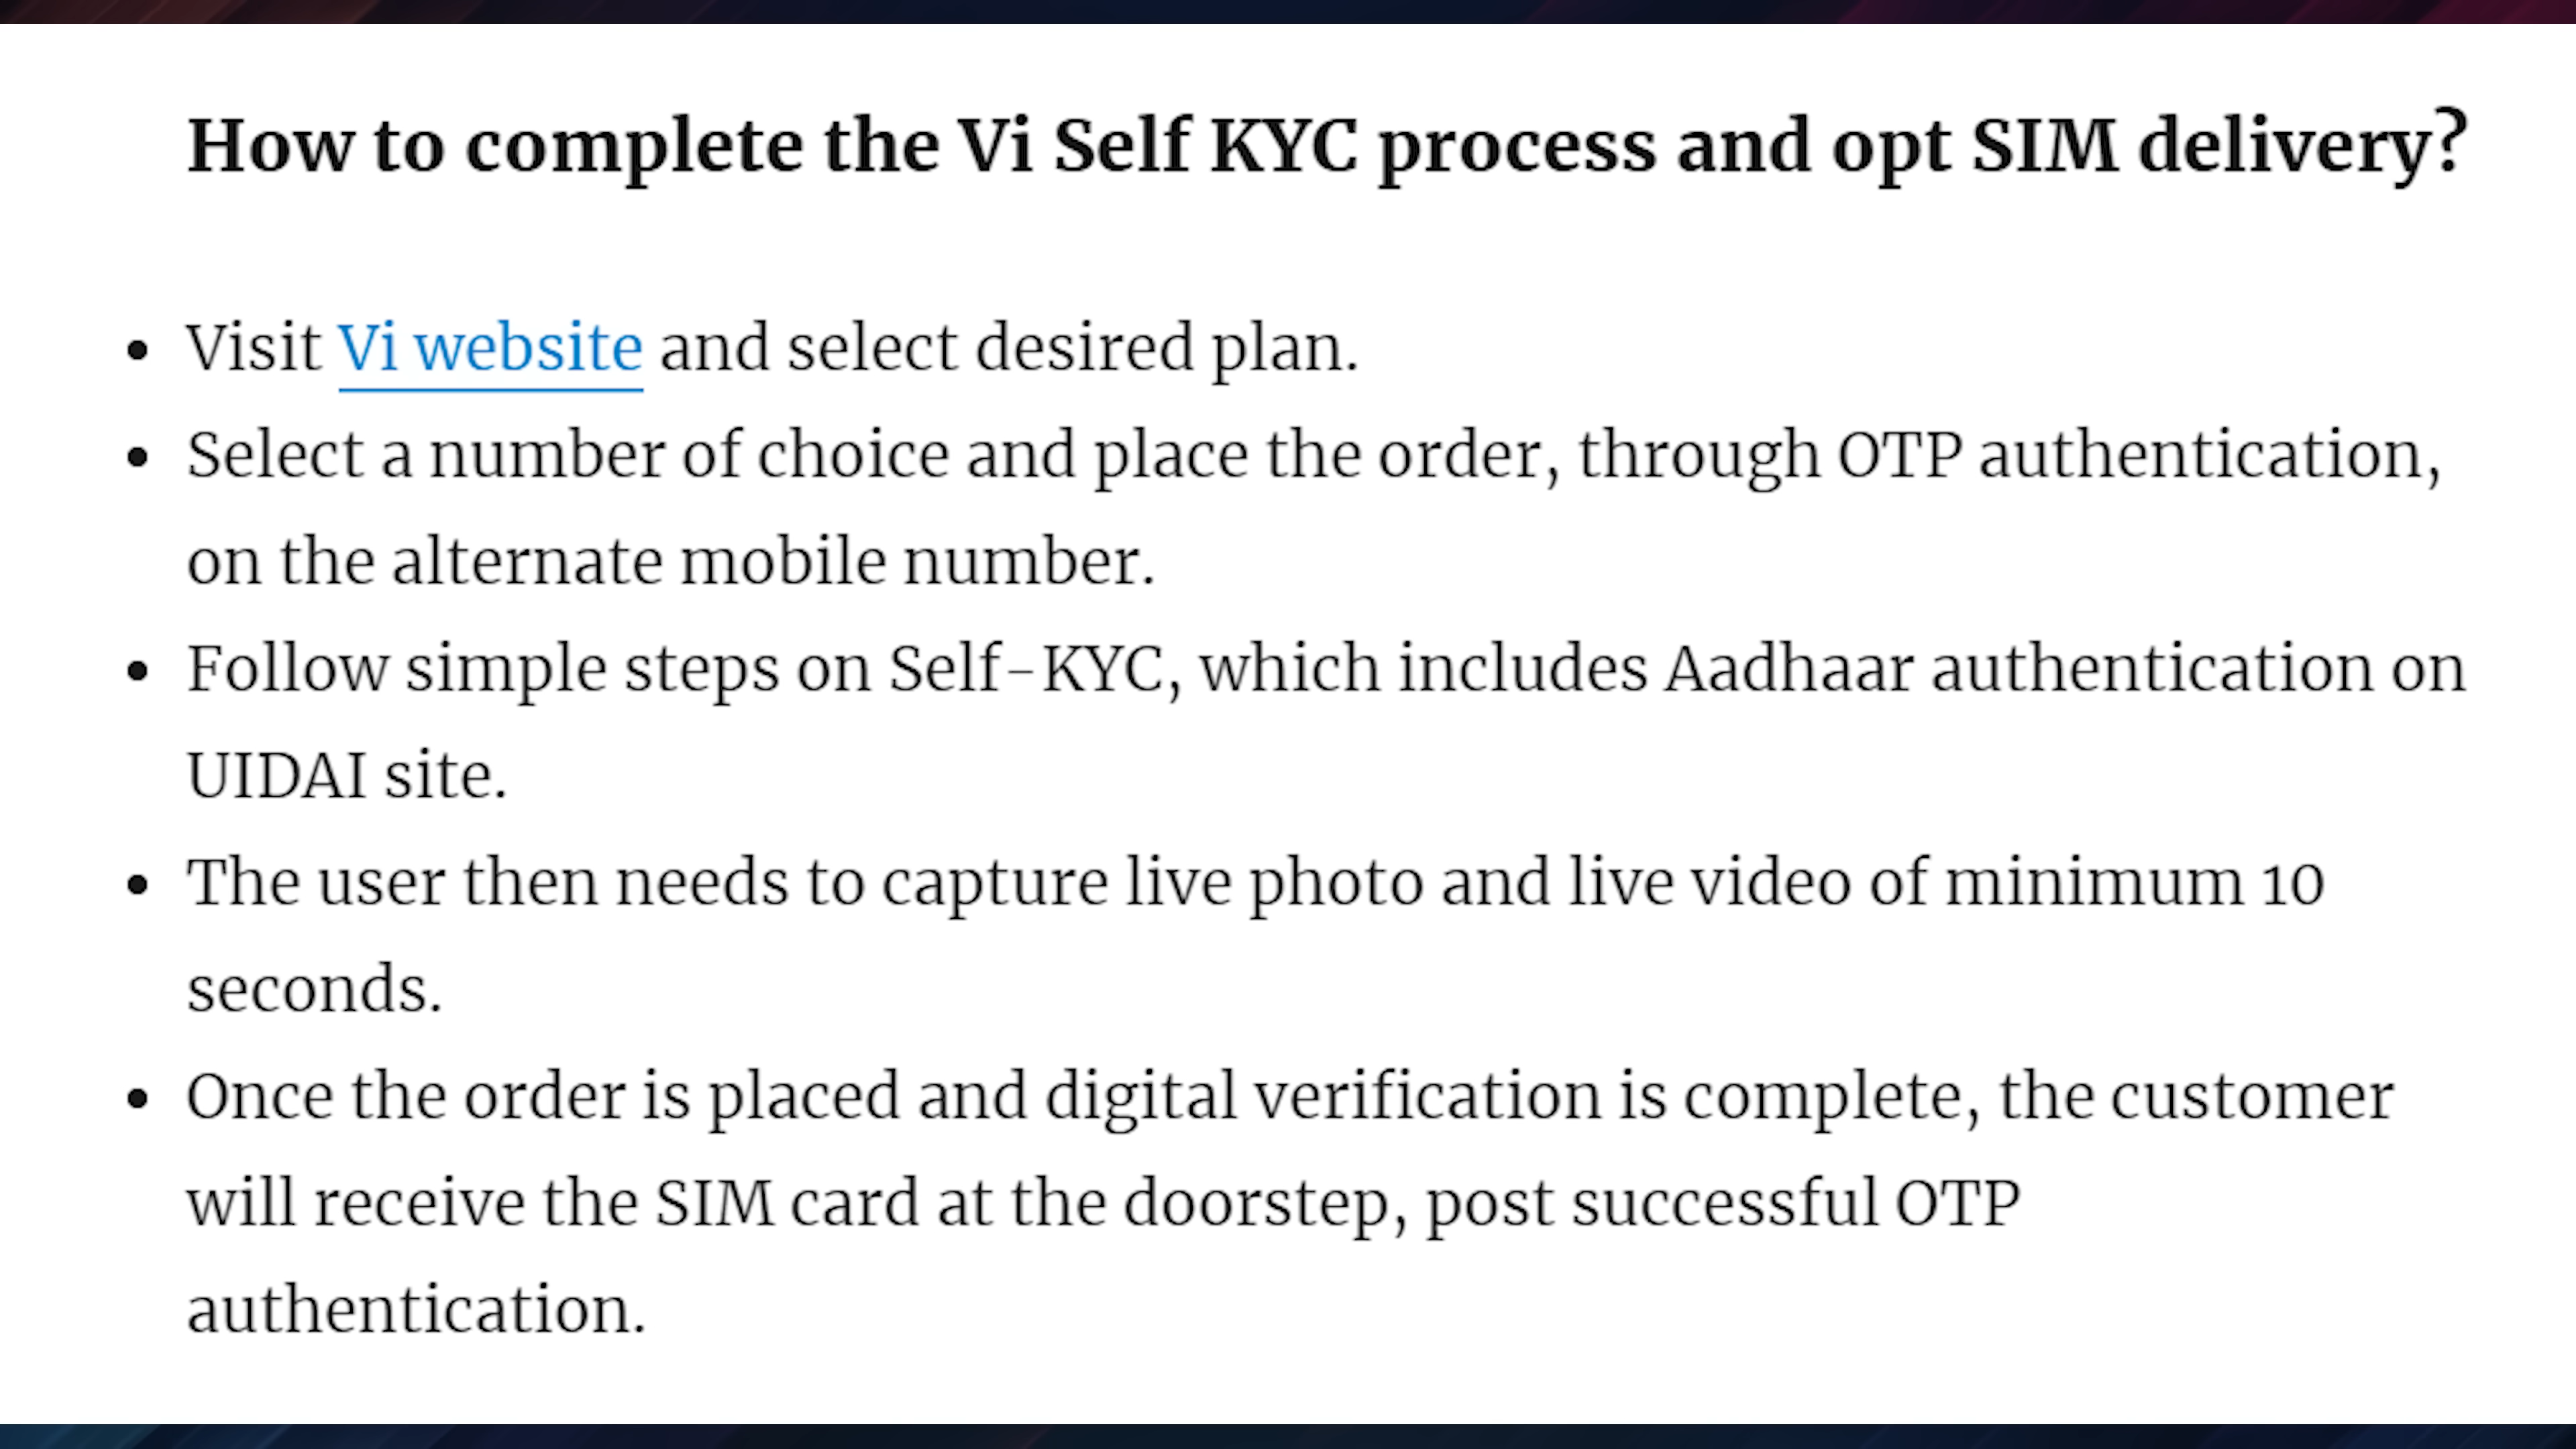 How to complete the Vi Self KYC process and opt SIM delivery?
• Visit Vi website and select desired plan.
• Select a number of choice and place the order, through OTP authentication,
on the alternate mobile number.
• Follow simple steps on Self-KYC, which includes Aadhaar authentication on
UIDAI site.
• The user then needs to capture live photo and live video of minimum 10
seconds.
• Once the order is placed and digital verification is complete, the customer
will receive the SIM card at the doorstep, post successful OTP
authentication.